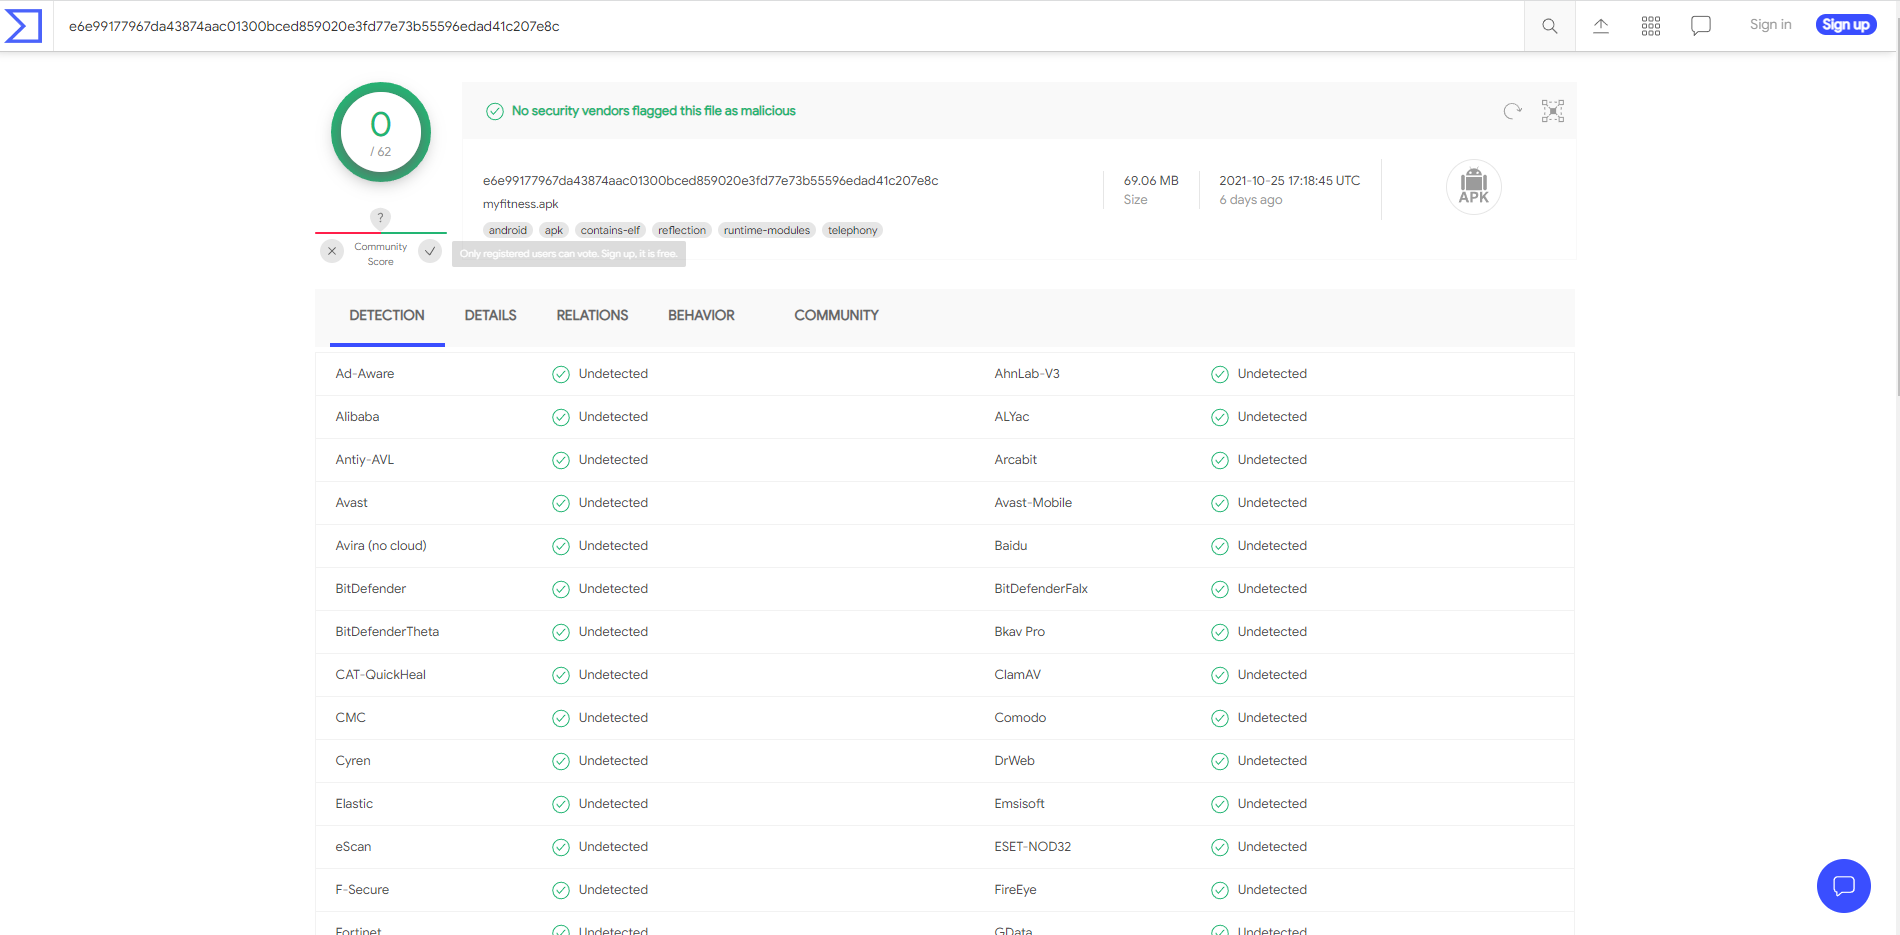 e6e99177967da43874aac01300bced859020e3fd77e73b55596edad41c207e8c
Sign in
Sign up
0
/ 62
?
Community
Score
No security vendors flagged this file as malicious
e6e99177967da43874aac01300bced859020e3fd77e73b55596edad41c207e8c
myfitness.apk
android apk contains-elf reflection runtime-modules telephony
Only registered users can vote. Sign up, it is free.
69.06 MB
Size
2021-10-25 17:18:45 UTC
6 days ago
APK
DETECTION DETAILS RELATIONS BEHAVIOR COMMUNITY
Ad-Aware Undetected AhnLab-V3 Undetected
Alibaba Undetected ALYac Undetected
Antiy-AVL Undetected Arcabit Undetected
Avast Undetected Avast-Mobile Undetected
Avira (no cloud) Undetected Baidu Undetected
BitDefender Undetected BitDefenderFalx Undetected
BitDefenderTheta Undetected Bkav Pro Undetected
CAT-QuickHeal Undetected ClamAV Undetected
CMC Undetected Comodo Undetected
Cyren Undetected DrWeb Undetected
Elastic Undetected Emsisoft Undetected
eScan Undetected ESET-NOD32 Undetected
F-Secure Undetected FireEye Undetected
Fortinet Undetected GData Undetected